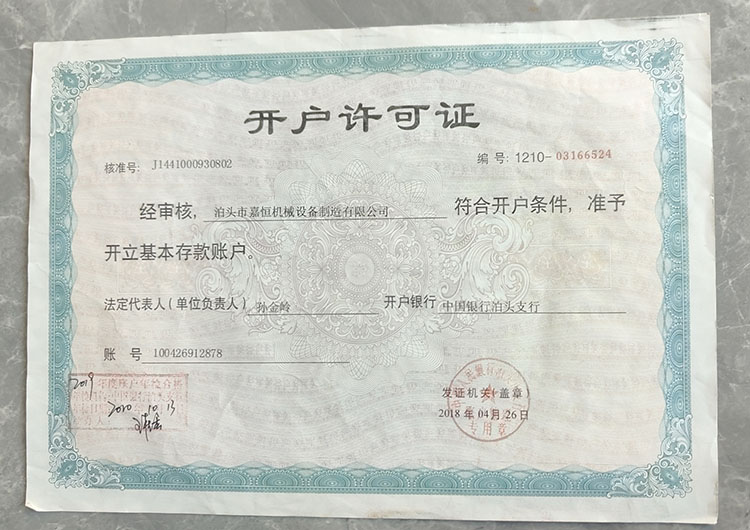 开户许可证
核准号: J1441000930802
编号: 1210-03166524
经审核, 泊头市嘉恒机械设备制造有限公司 符合开户条件, 准予
开立基本存款账户。
法定代表人(单位负责人) 孙金岭 开户银行 中国银行泊头支行
账号 100426912878
发证机关(盖章)
2018 年 04 月 26 日
专用章
2019
2020.10.13